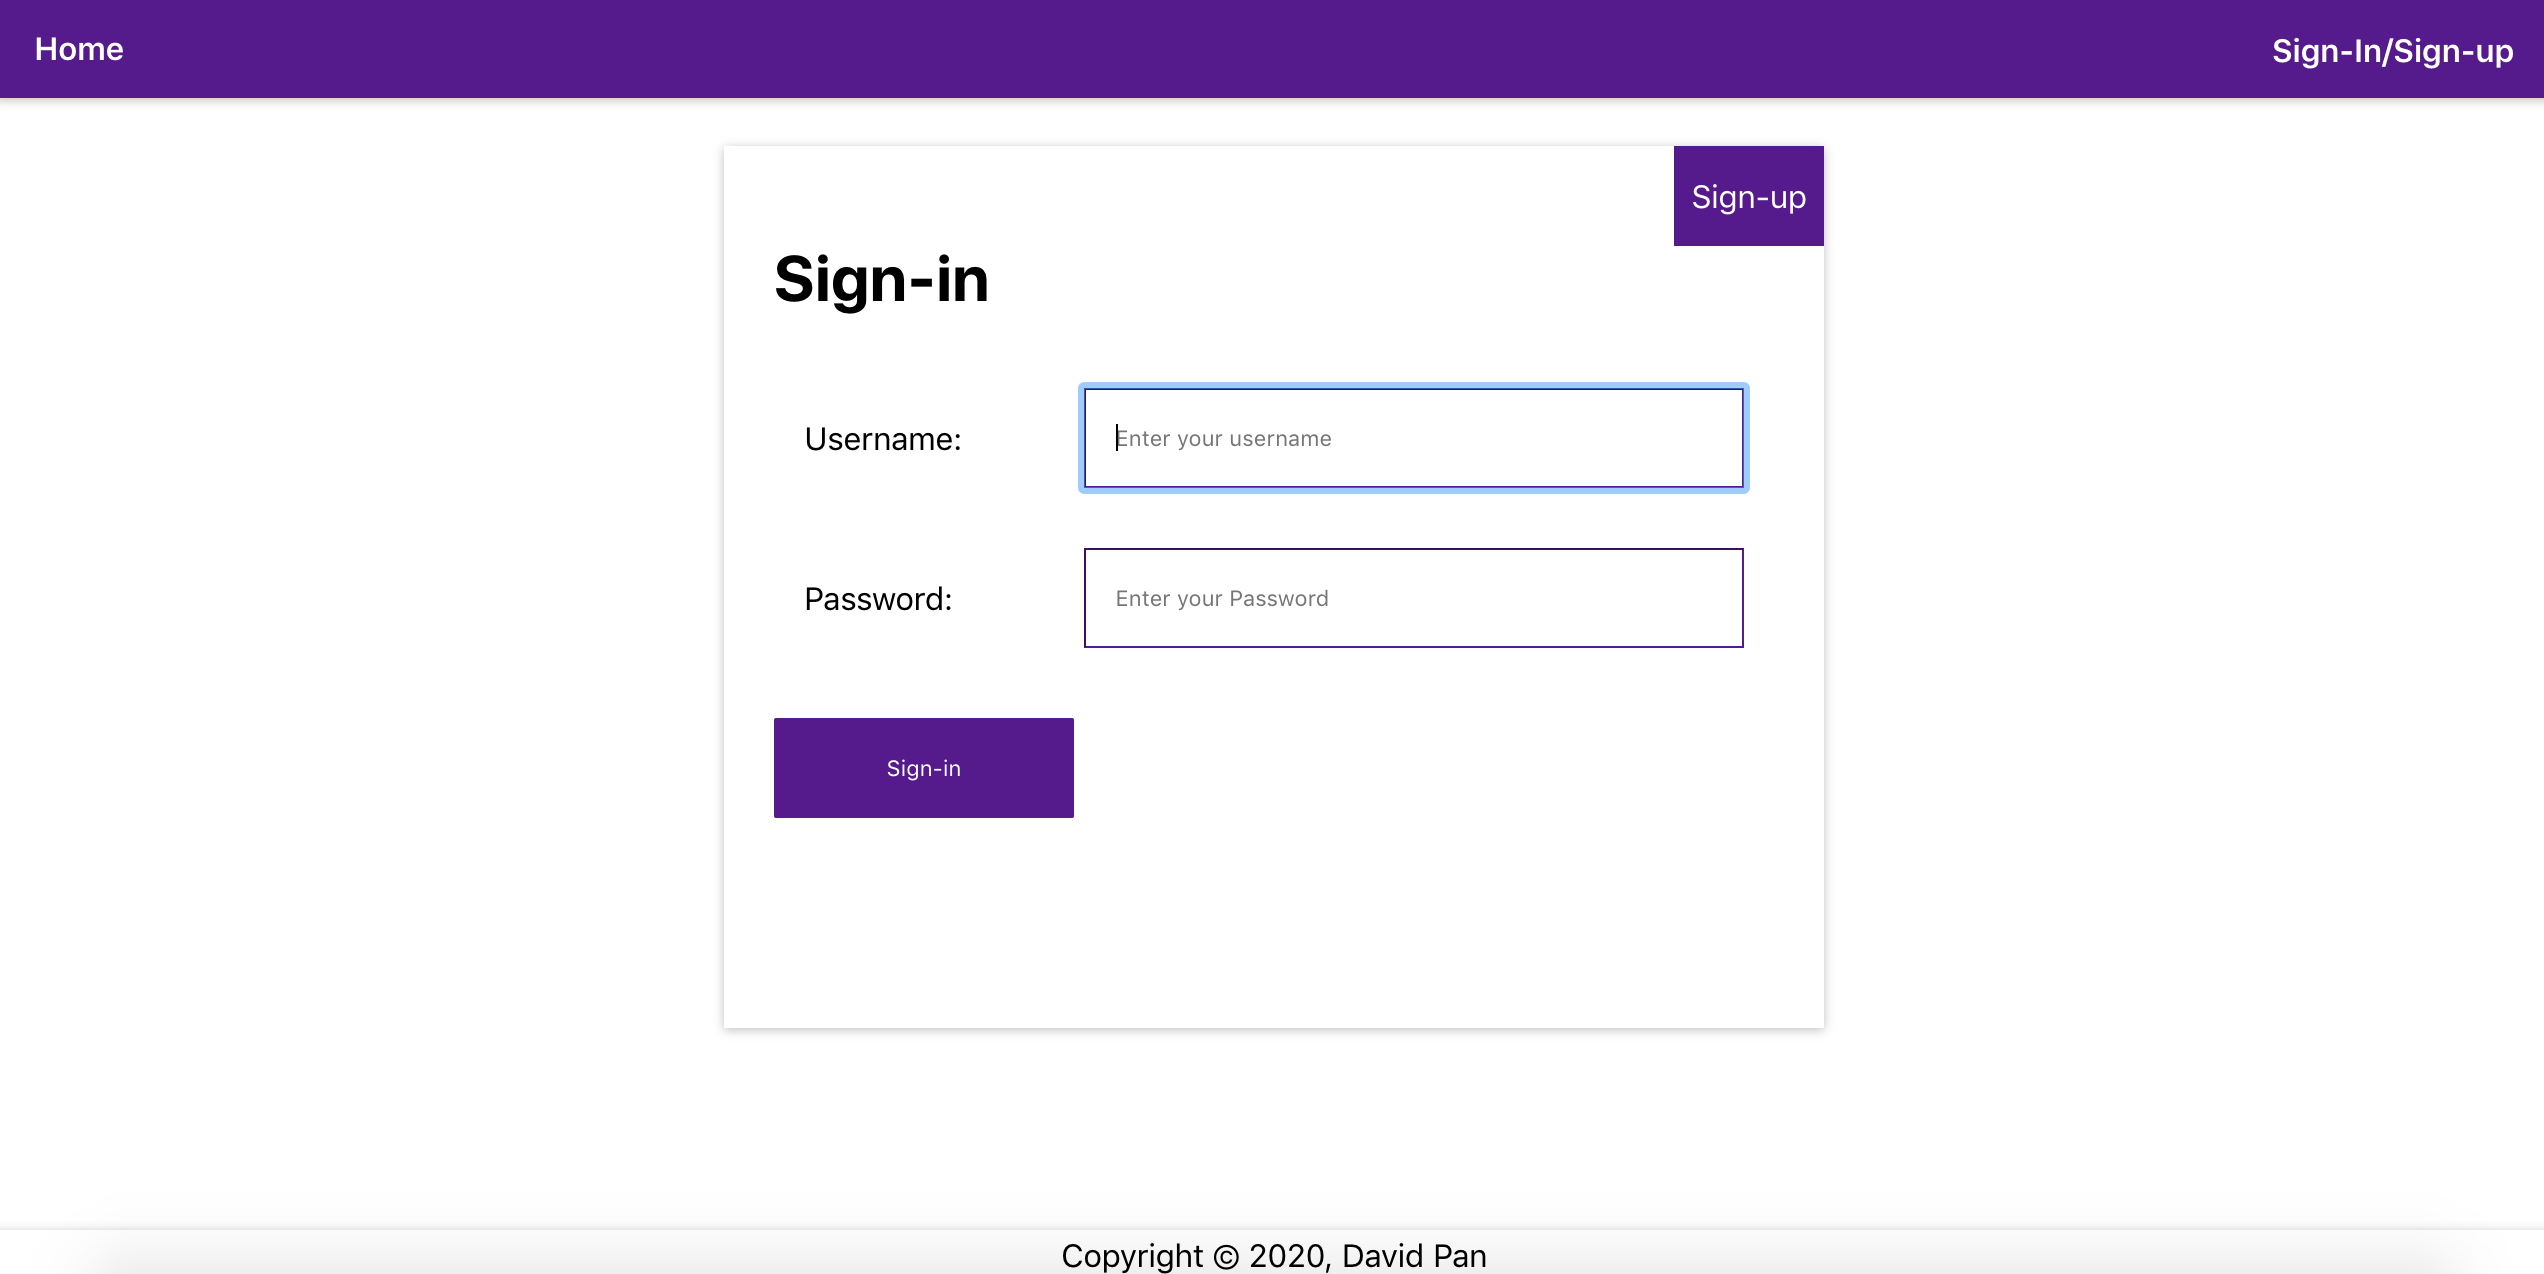 Home
Sign-In/Sign-up
Sign-up
Sign-in
Username:
Enter your username
Password:
Enter your Password
Sign-in
Copyright © 2020, David Pan